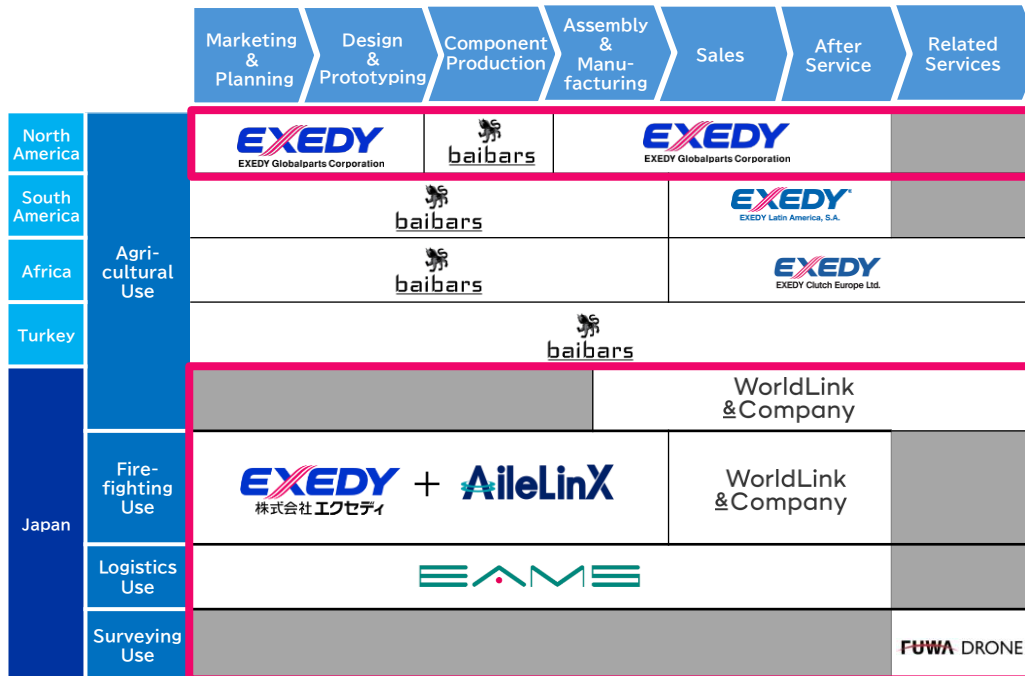 Marketing
&
Planning
Design
&
Prototyping
Component
Production
Assembly
&
Manu-
facturing
Sales
After
Service
Related
Services
North
America
Agri-
cultural
Use
EXEDY
EXEDY Globalparts Corporation
baibars
EXEDY
EXEDY Globalparts Corporation
South
America
baibars
EXEDY
EXEDY Latin America, S.A.
Africa
baibars
EXEDY
EXEDY Clutch Europe Ltd.
Turkey
baibars
Japan
WorldLink
&Company
Fire-
fighting
Use
EXEDY
株式会社エクセディ
+
AileLinX
WorldLink
&Company
Logistics
Use
EAMS
Surveying
Use
FUWA DRONE